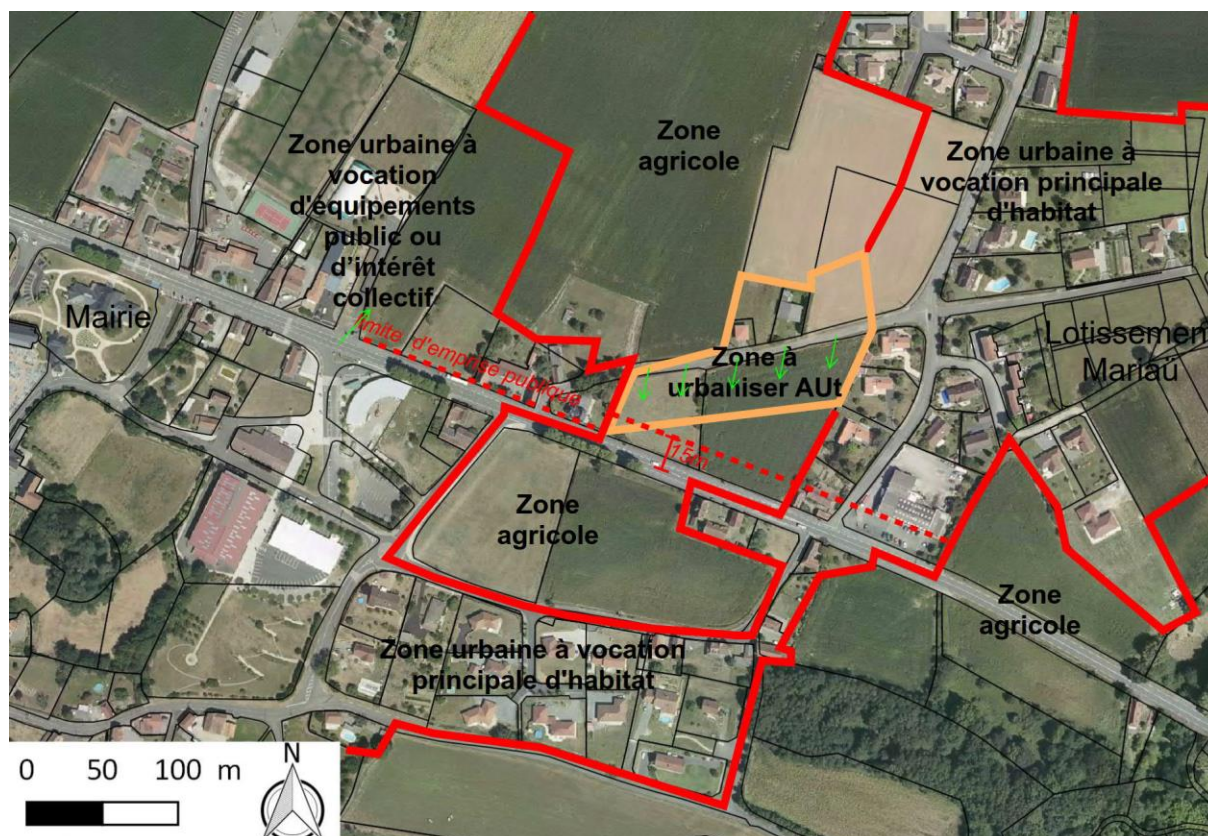 Zone urbaine à
vocation
d'équipements
public ou
d’intérêt
collectif
Zone
agricole
Zone urbaine à
vocation principale
d'habitat
Mairie
limite d'emprise publique
Zone à
urbaniser AUt
Lotissement
Mariaü
15m
Zone
agricole
Zone
agricole
Zone urbaine à vocation
principale d'habitat
N
0 50 100 m